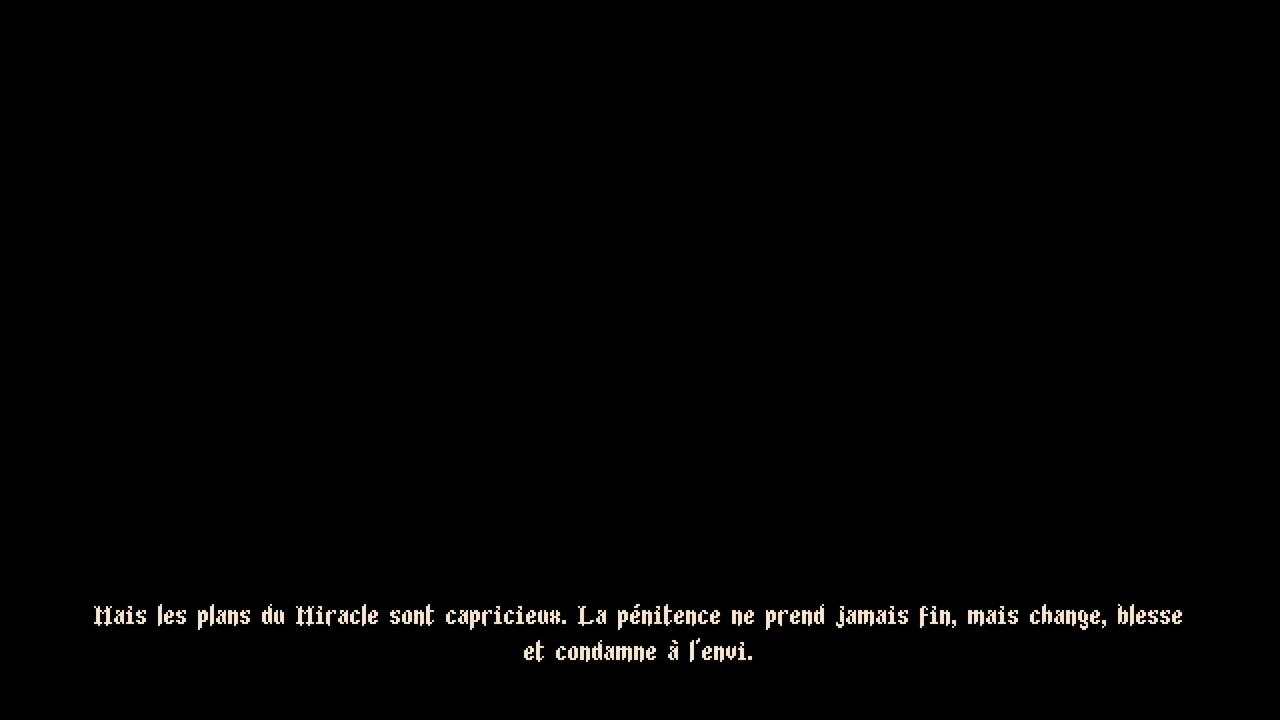 Mais les plans du Miracle sont capricieux. La pénitence ne prend jamais fin, mais change, blesse
et condamne à l'envi.